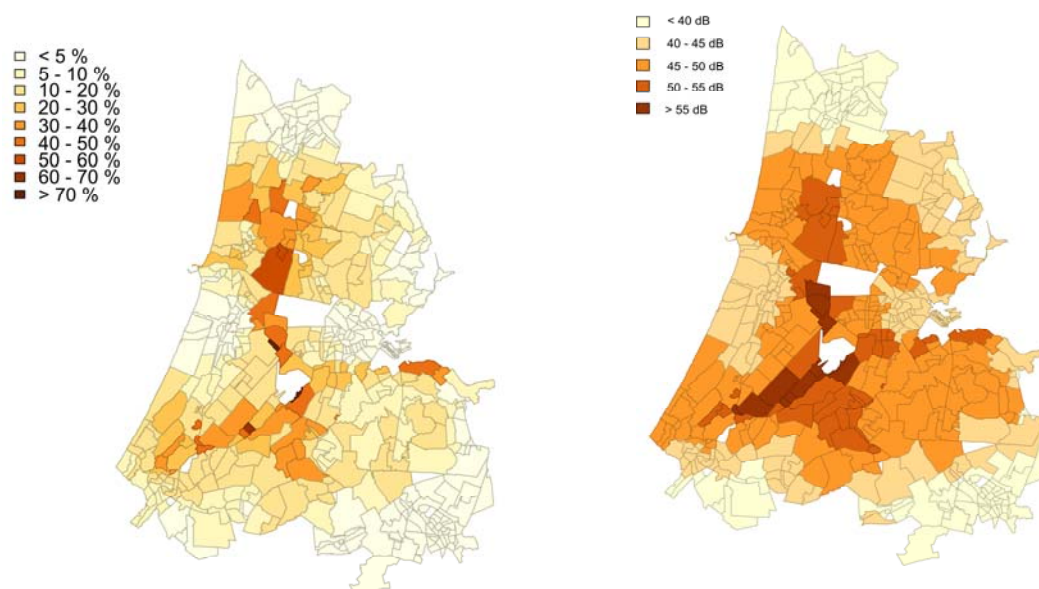 < 5 %
5 - 10 %
10 - 20 %
20 - 30 %
30 - 40 %
40 - 50 %
50 - 60 %
60 - 70 %
> 70 %
< 40 dB
40 - 45 dB
45 - 50 dB
50 - 55 dB
> 55 dB